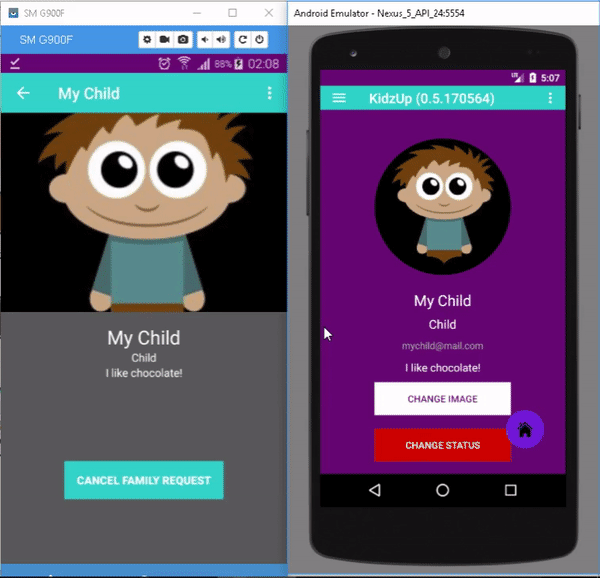 SM G900F
SM G900F
88% 02:08
My Child
My Child
Child
I like chocolate!
CANCEL FAMILY REQUEST
Android Emulator - Nexus_5_API_24:5554
5:07
KidzUp (0.5.170564)
My Child
Child
mychild@mail.com
I like chocolate!
CHANGE IMAGE
CHANGE STATUS